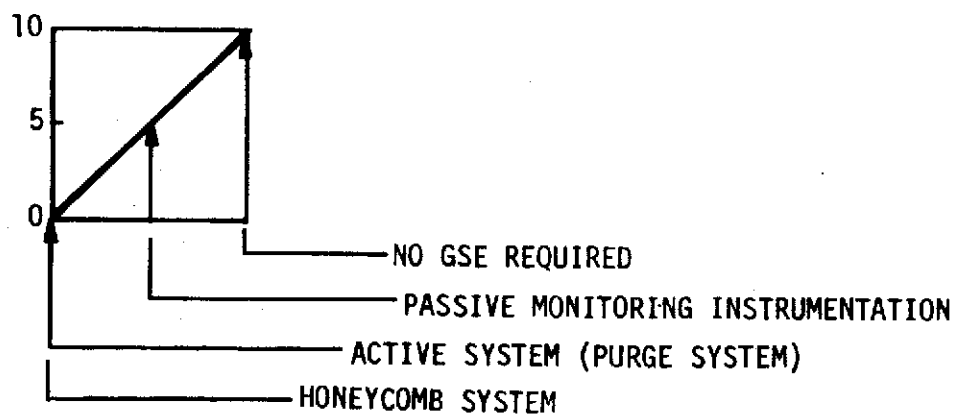 10
5
0
NO GSE REQUIRED
PASSIVE MONITORING INSTRUMENTATION
ACTIVE SYSTEM (PURGE SYSTEM)
HONEYCOMB SYSTEM